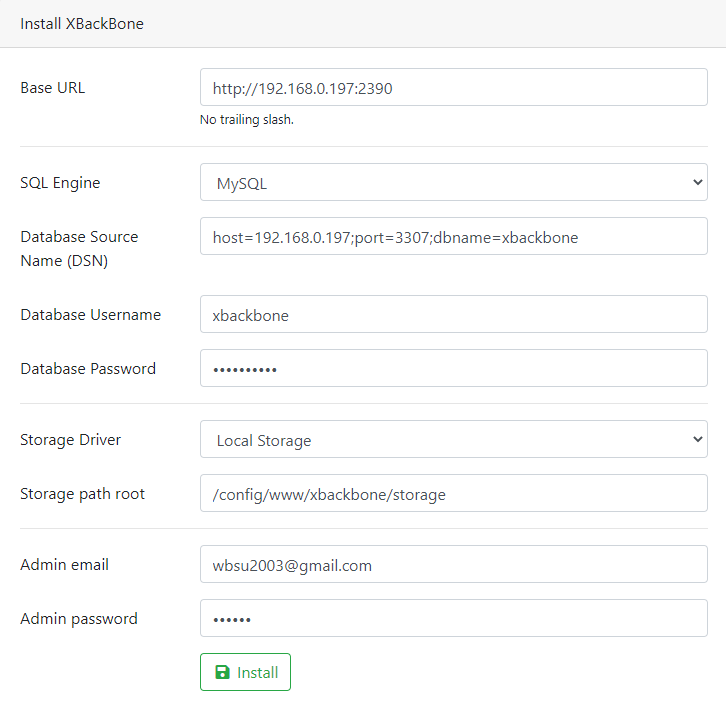 Install XBackBone
Base URL
http://192.168.0.197:2390
No trailing slash.
SQL Engine
MySQL
Database Source
Name (DSN)
host=192.168.0.197;port=3307;dbname=xbackbone
Database Username
xbackbone
Database Password
••••••••••
Storage Driver
Local Storage
Storage path root
/config/www/xbackbone/storage
Admin email
wbsu2003@gmail.com
Admin password
••••••
Install